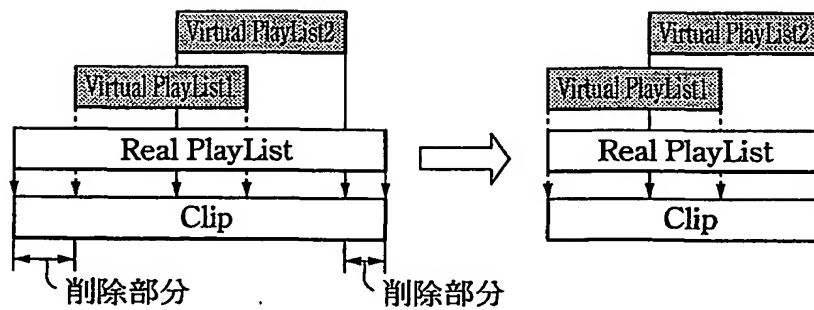 Virtual PlayList2
Virtual PlayList1
Real PlayList
Clip
削除部分
削除部分
Virtual PlayList2
Virtual PlayList1
Real PlayList
Clip